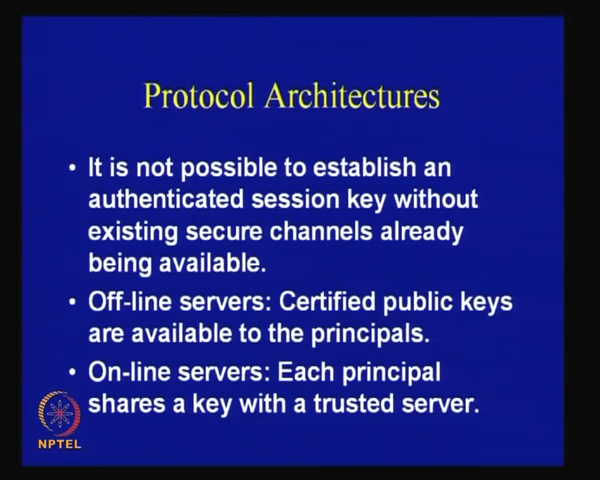 Protocol Architectures
• It is not possible to establish an
authenticated session key without
existing secure channels already
being available.
• Off-line servers: Certified public keys
are available to the principals.
• On-line servers: Each principal
shares a key with a trusted server.
NPTEL